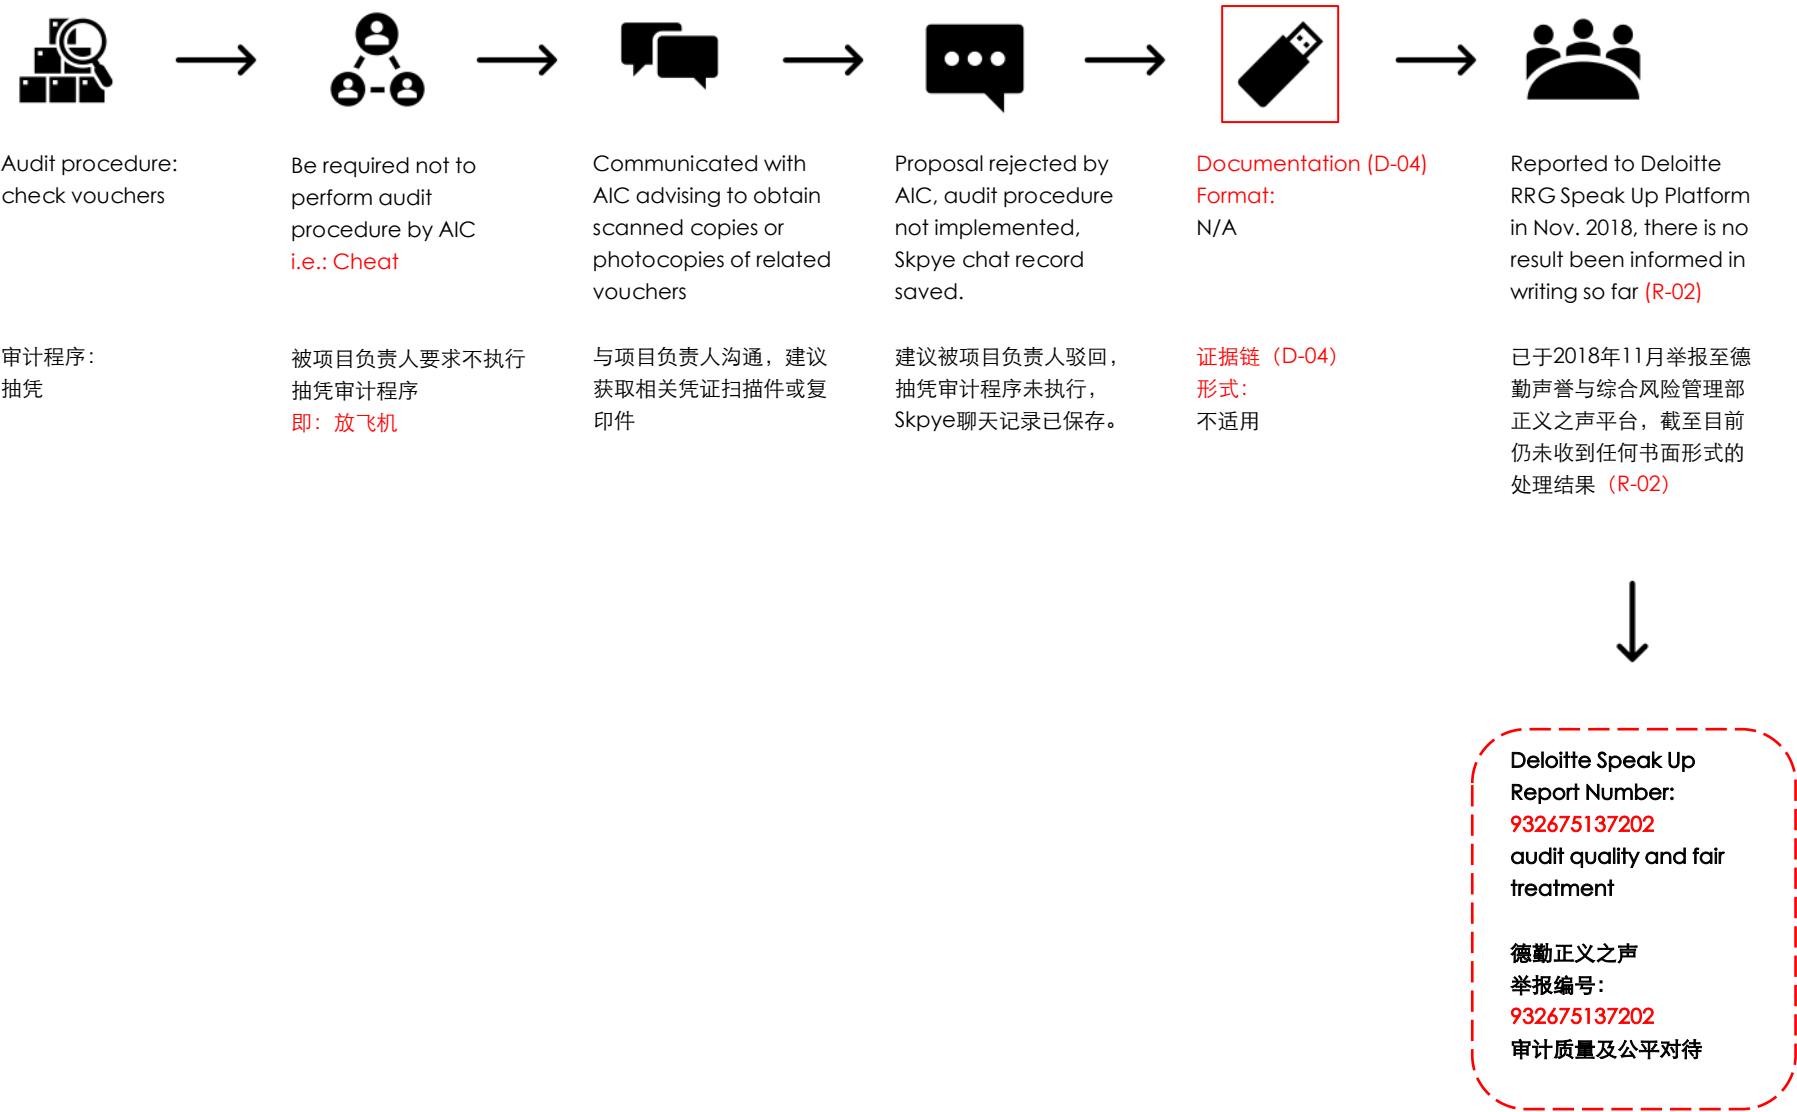 Audit procedure:
check vouchers
审计程序：
抽凭
Be required not to
perform audit
procedure by AIC
i.e.: Cheat
被项目负责人要求不执行
抽凭审计程序
即：放飞机
Communicated with
AIC advising to obtain
scanned copies or
photocopies of related
vouchers
与项目负责人沟通，建议
获取相关凭证扫描件或复
印件
Proposal rejected by
AIC, audit procedure
not implemented,
Skpye chat record
saved.
建议被项目负责人驳回，
抽凭审计程序未执行，
Skpye聊天记录已保存。
Documentation (D-04)
Format:
N/A
证据链（D-04）
形式：
不适用
Reported to Deloitte
RRG Speak Up Platform
in Nov. 2018, there is no
result been informed in
writing so far (R-02)
已于2018年11月举报至德
勤声誉与综合风险管理部
正义之声平台，截至目前
仍未收到任何书面形式的
处理结果（R-02）
Deloitte Speak Up
Report Number:
932675137202
audit quality and fair
treatment
德勤正义之声
举报编号：
932675137202
审计质量及公平对待